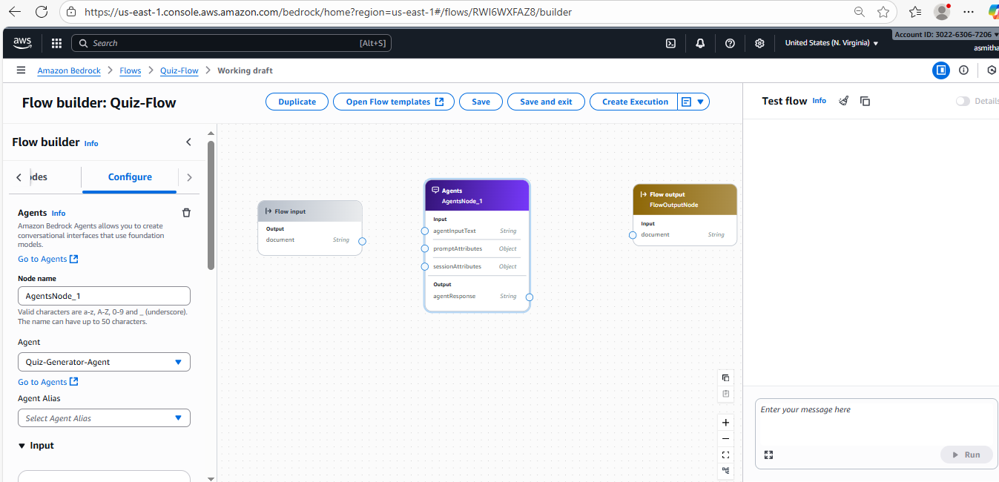 https://us-east-1.console.aws.amazon.com/bedrock/home?region=us-east-1#/flows/RWI6WXFAZ8/builder
aws
Search
[Alt+S]
United States (N. Virginia)
Account ID: 3022-6306-7206
asmitha
Amazon Bedrock
Flows
Quiz-Flow
Working draft
Flow builder: Quiz-Flow
Duplicate
Open Flow templates
Save
Save and exit
Create Execution
Test flow Info
Details
Flow builder Info
des
Configure
Agents Info
Amazon Bedrock Agents allows you to create
conversational interfaces that use foundation
models.
Go to Agents
Node name
AgentsNode_1
Valid characters are a-z, A-Z, 0-9 and _ (underscore).
The name can have up to 50 characters.
Agent
Quiz-Generator-Agent
Go to Agents
Agent Alias
Select Agent Alias
Input
Flow input
Output
document String
Agents
AgentsNode_1
Input
agentInputText String
promptAttributes Object
sessionAttributes Object
Output
agentResponse String
Flow output
FlowOutputNode
Input
document String
Enter your message here
Run